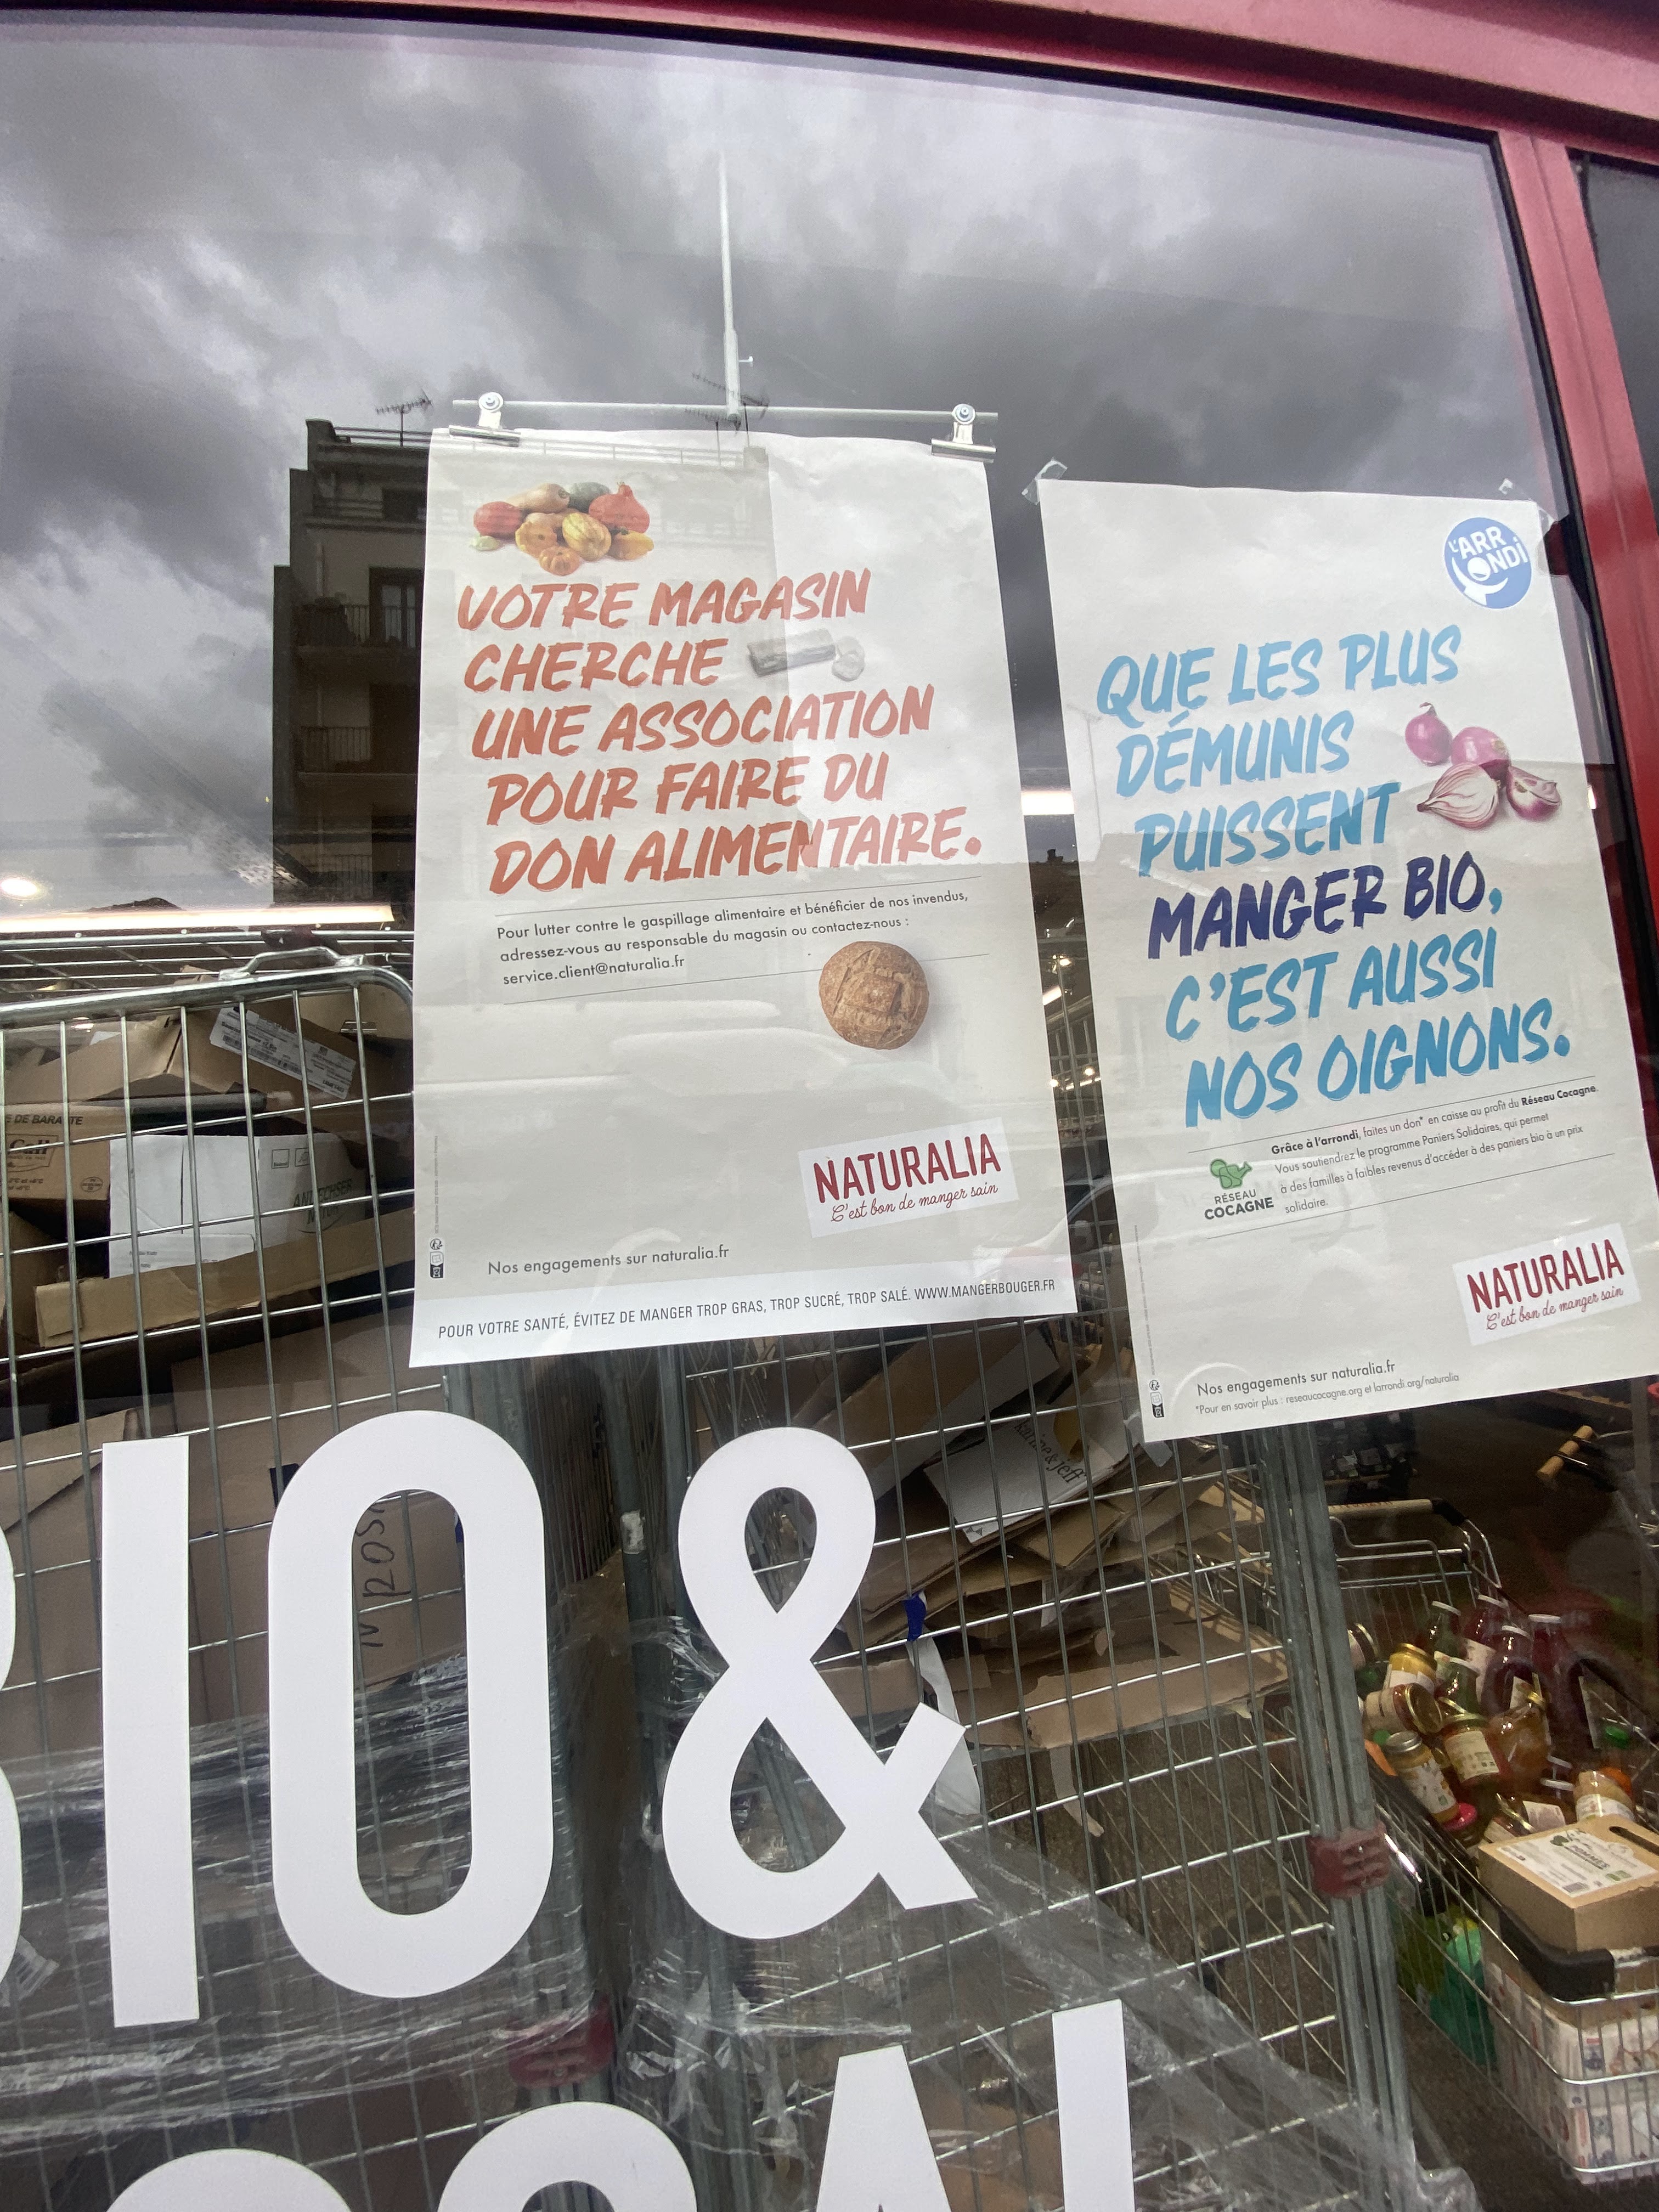 VOTRE MAGASIN
CHERCHE
UNE ASSOCIATION
POUR FAIRE DU
DON ALIMENTAIRE.
Pour lutter contre le gaspillage alimentaire et bénéficier de nos invendus,
adressez-vous au responsable du magasin ou contactez-nous :
service.client@naturalia.fr
NATURALIA
C'est bon de manger sain
Nos engagements sur naturalia.fr
POUR VOTRE SANTÉ, ÉVITEZ DE MANGER TROP GRAS, TROP SUCRÉ, TROP SALÉ. WWW.MANGERBOUGER.FR
L'ARR
ONDI
QUE LES PLUS
DÉMUNIS
PUISSENT
MANGER BIO,
C'EST AUSSI
NOS OIGNONS.
Grâce à l'arrondi, faites un don* en caisse au profit du Réseau Cocagne.
Vous soutiendrez le programme Paniers Solidaires, qui permet
à des familles à faibles revenus d'accéder à des paniers bio à un prix
solidaire.
RÉSEAU
COCAGNE
NATURALIA
C'est bon de manger sain
Nos engagements sur naturalia.fr
*Pour en savoir plus : reseaucocagne.org et larrondi.org/naturalia
BIO &